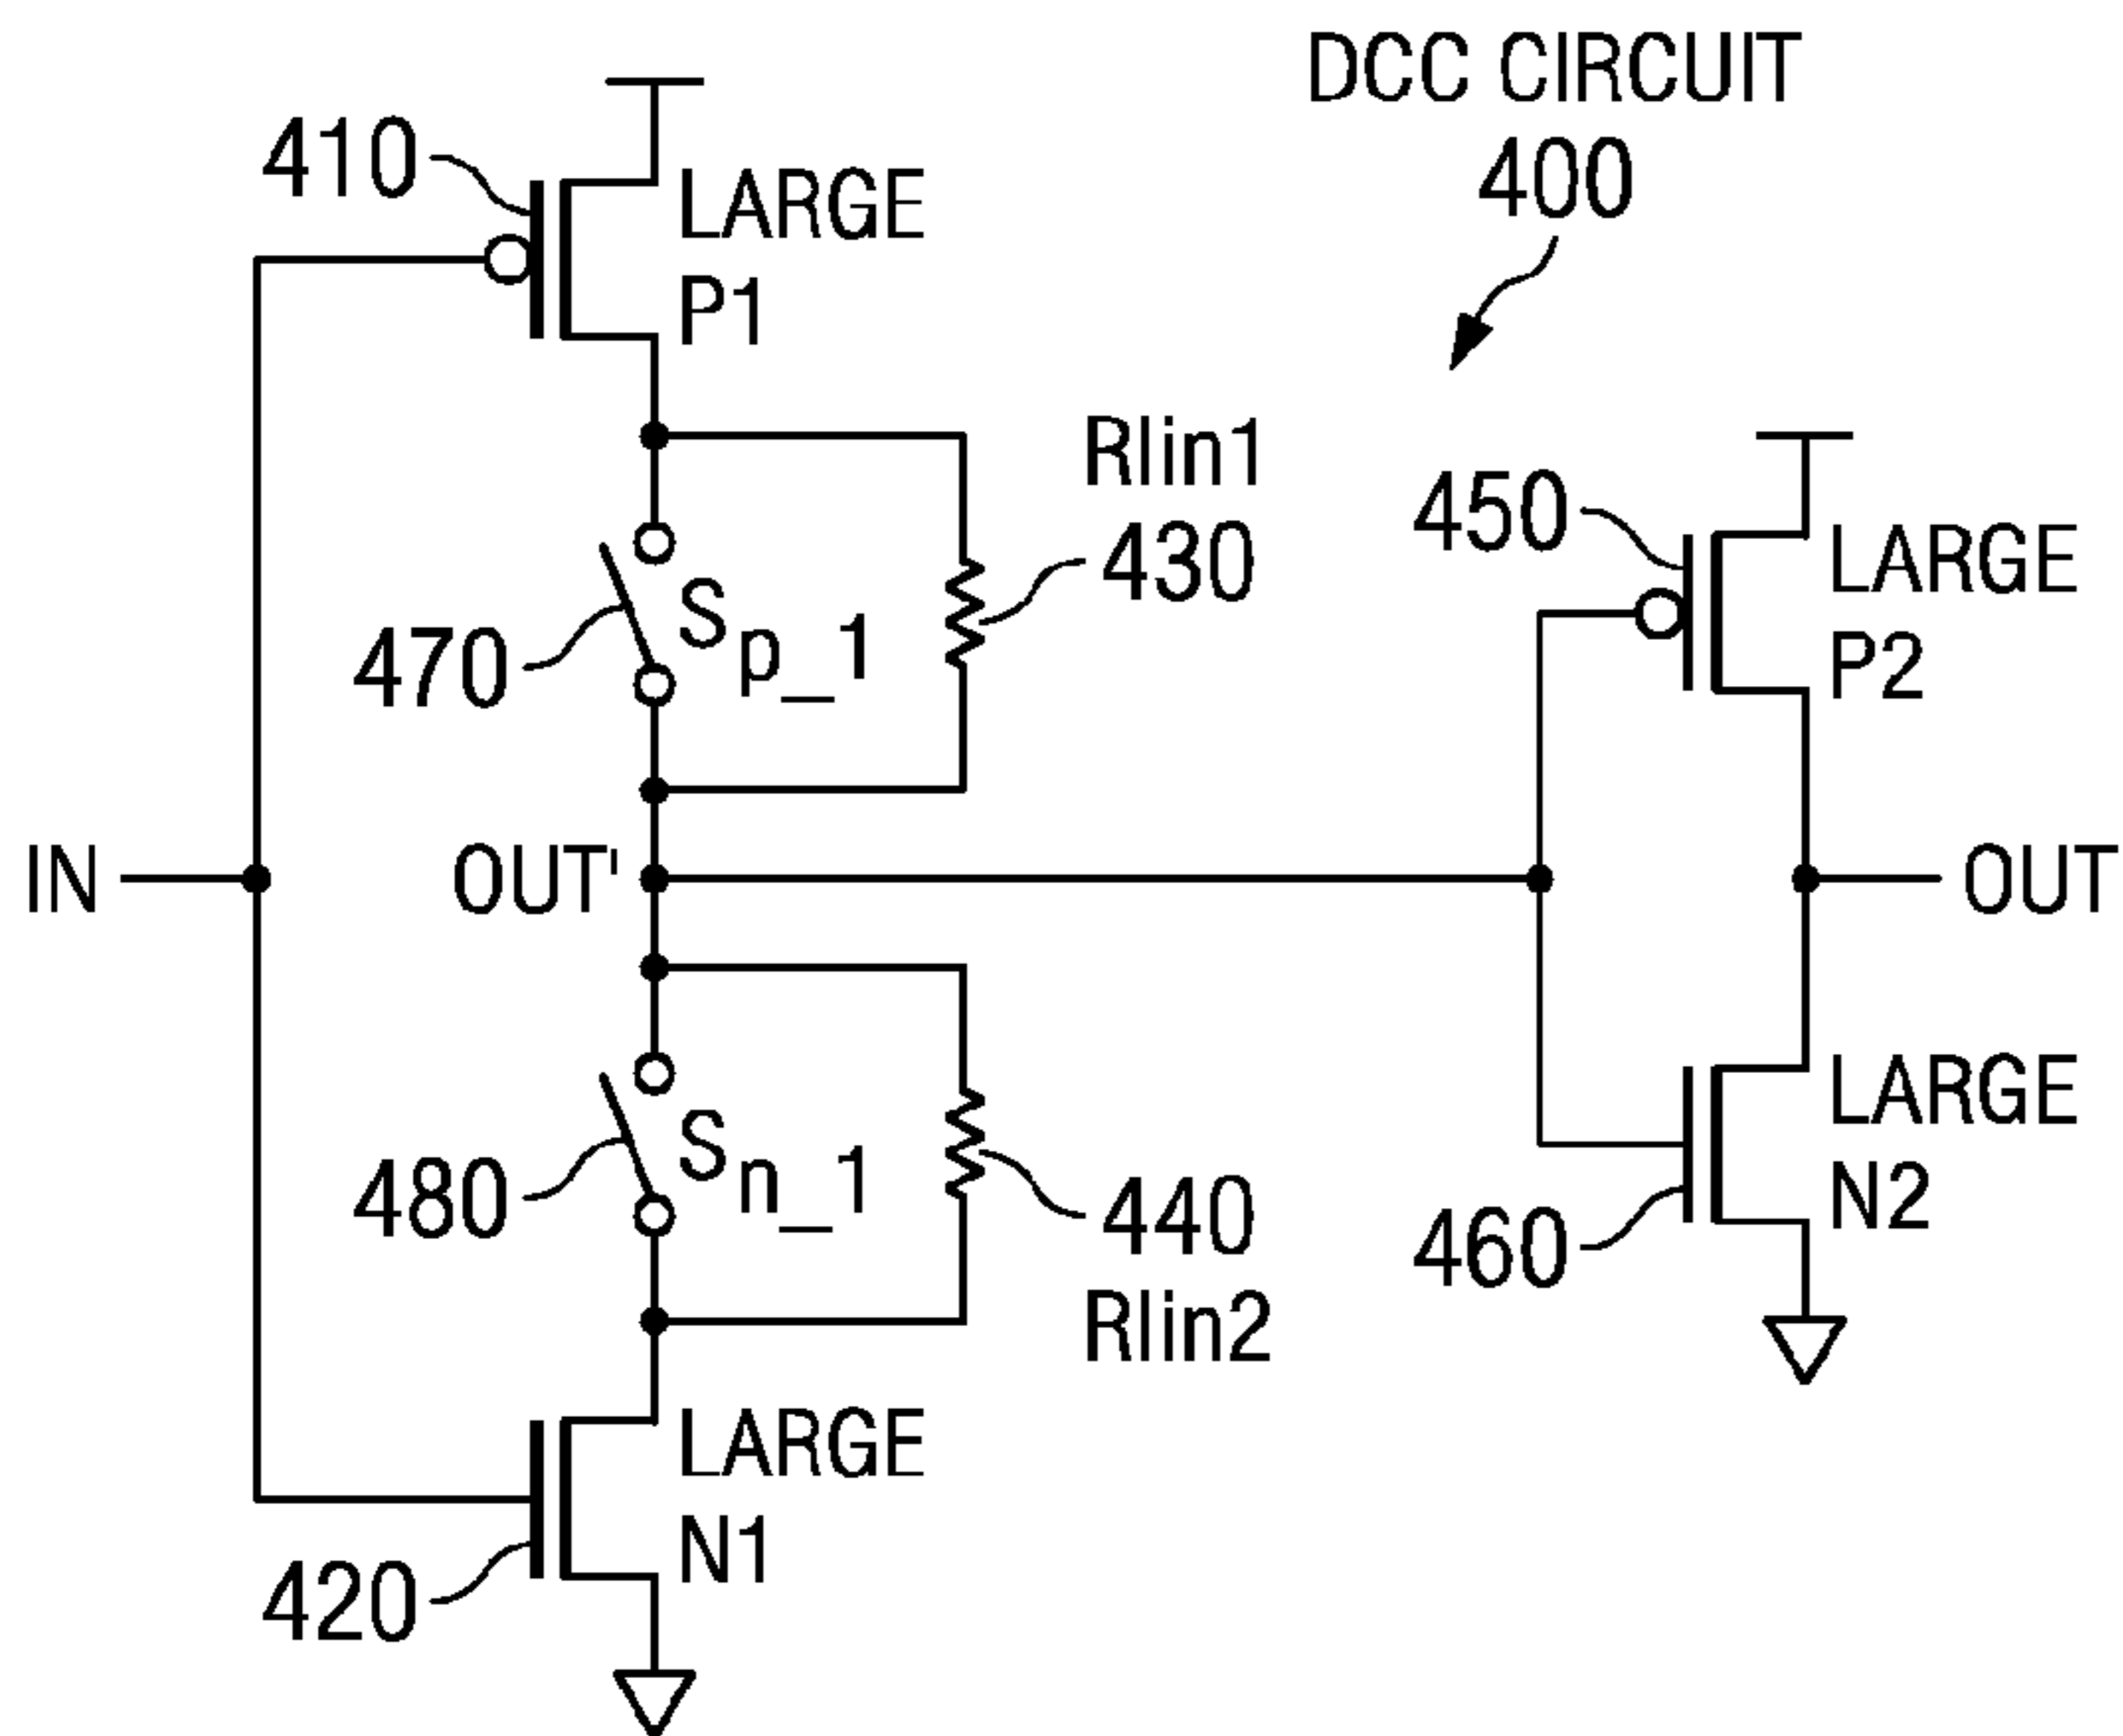 DCC CIRCUIT
400
410
LARGE
P1
Rlin1
430
470
Sp_1
450
LARGE
P2
IN
OUT'
OUT
480
Sn_1
440
Rlin2
LARGE
N2
460
LARGE
N1
420